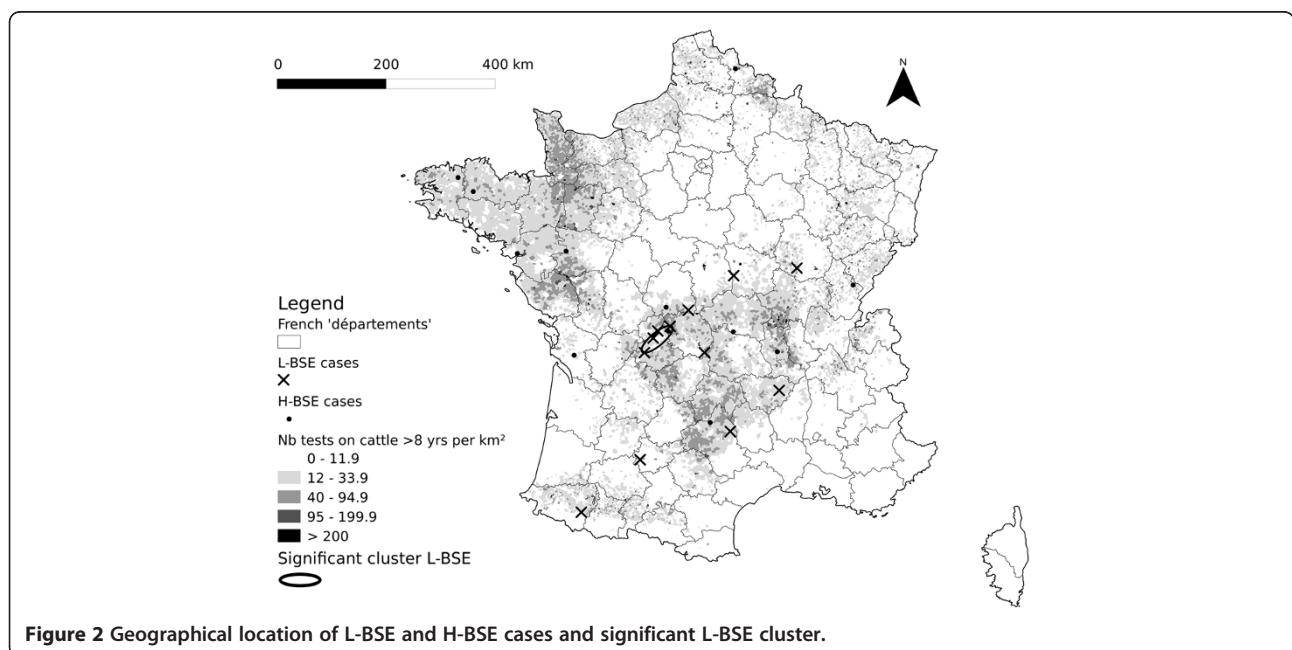 0 200 400 km
N
Legend
French 'départements'
L-BSE cases
H-BSE cases
Nb tests on cattle >8 yrs per km²
0 - 11.9
12 - 33.9
40 - 94.9
95 - 199.9
> 200
Significant cluster L-BSE
Figure 2 Geographical location of L-BSE and H-BSE cases and significant L-BSE cluster.